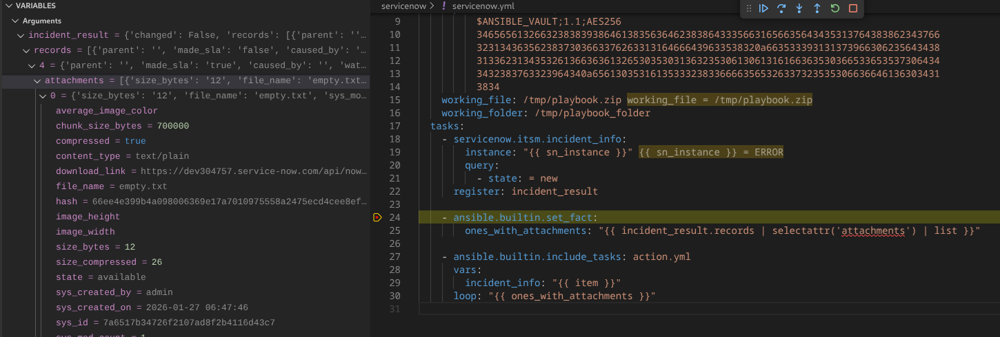 VARIABLES
Arguments
incident_result = {'changed': False, 'records': [{'parent': ''…
records = [{'parent': '', 'made_sla': 'false', 'caused_by': '…
4 = {'parent': '', 'made_sla': 'true', 'caused_by': '', 'wat…
attachments = [{'size_bytes': '12', 'file_name': 'empty.txt…
0 = {'size_bytes': '12', 'file_name': 'empty.txt', 'sys_mo…
average_image_color
chunk_size_bytes = 700000
compressed = true
content_type = text/plain
download_link = https://dev304757.service-now.com/api/now…
file_name = empty.txt
hash = 66ee4e399b4a098006369e17a7010975558a2475ecd4cee8ef…
image_height
image_width
size_bytes = 12
size_compressed = 26
state = available
sys_created_by = admin
sys_created_on = 2026-01-27 06:47:46
sys_id = 7a6517b34726f2107ad8f2b4116d43c7
sys_mod_count = 1
servicenow > ! servicenow.yml
9 $ANSIBLE_VAULT;1.1;AES256
10
11
12
13
14 3834
15 working_file: /tmp/playbook.zip working_file = /tmp/playbook.zip
16 working_folder: /tmp/playbook_folder
17 tasks:
18 - servicenow.itsm.incident_info:
19 instance: "{{ sn_instance }}" {{ sn_instance }} = ERROR
20 query:
21 - state: = new
22 register: incident_result
23
24 - ansible.builtin.set_fact:
25 ones_with_attachments: "{{ incident_result.records | selectattr('attachments') | list }}"
26
27 - ansible.builtin.include_tasks: action.yml
28 vars:
29 incident_info: "{{ item }}"
30 loop: "{{ ones_with_attachments }}"
31